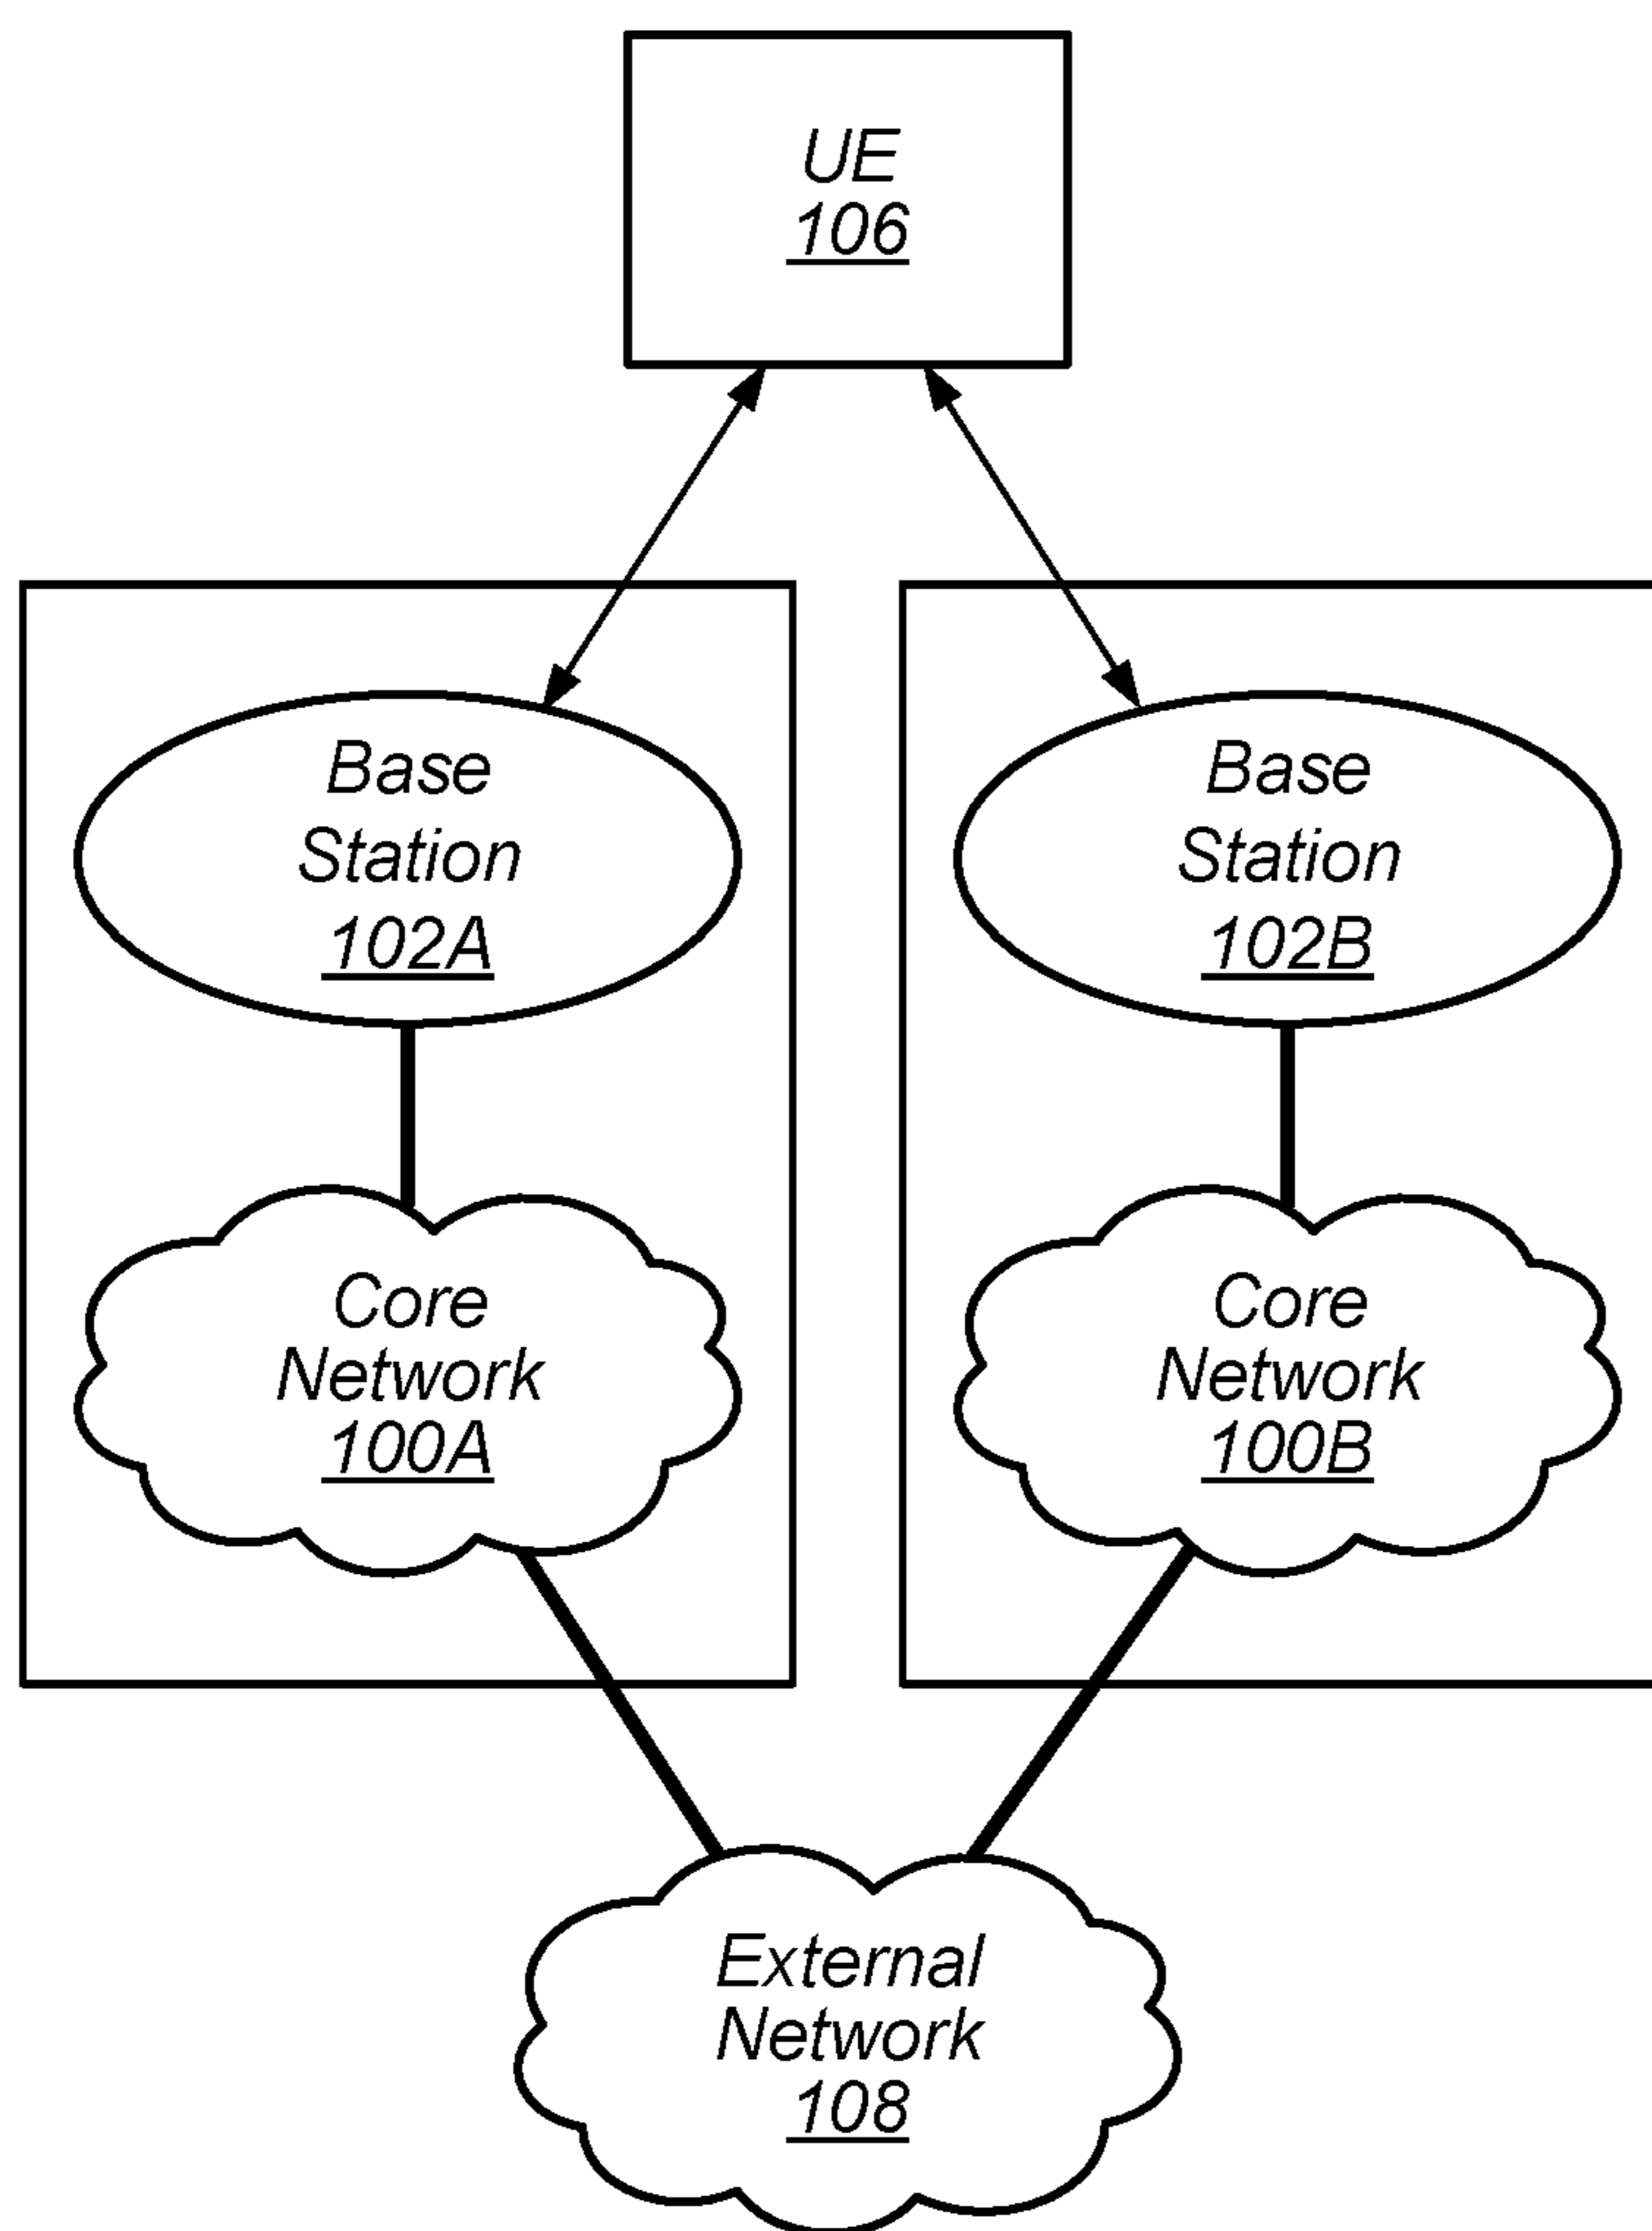 UE
106
Base
Station
102A
Base
Station
102B
Core
Network
100A
Core
Network
100B
External
Network
108